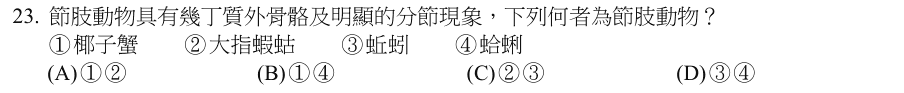 23. 節肢動物具有幾丁質外骨骼及明顯的分節現象，下列何者為節肢動物？
①椰子蟹 ②大指蝦蛄 ③蚯蚓 ④蛤蜊
(A)①② (B)①④ (C)②③ (D)③④